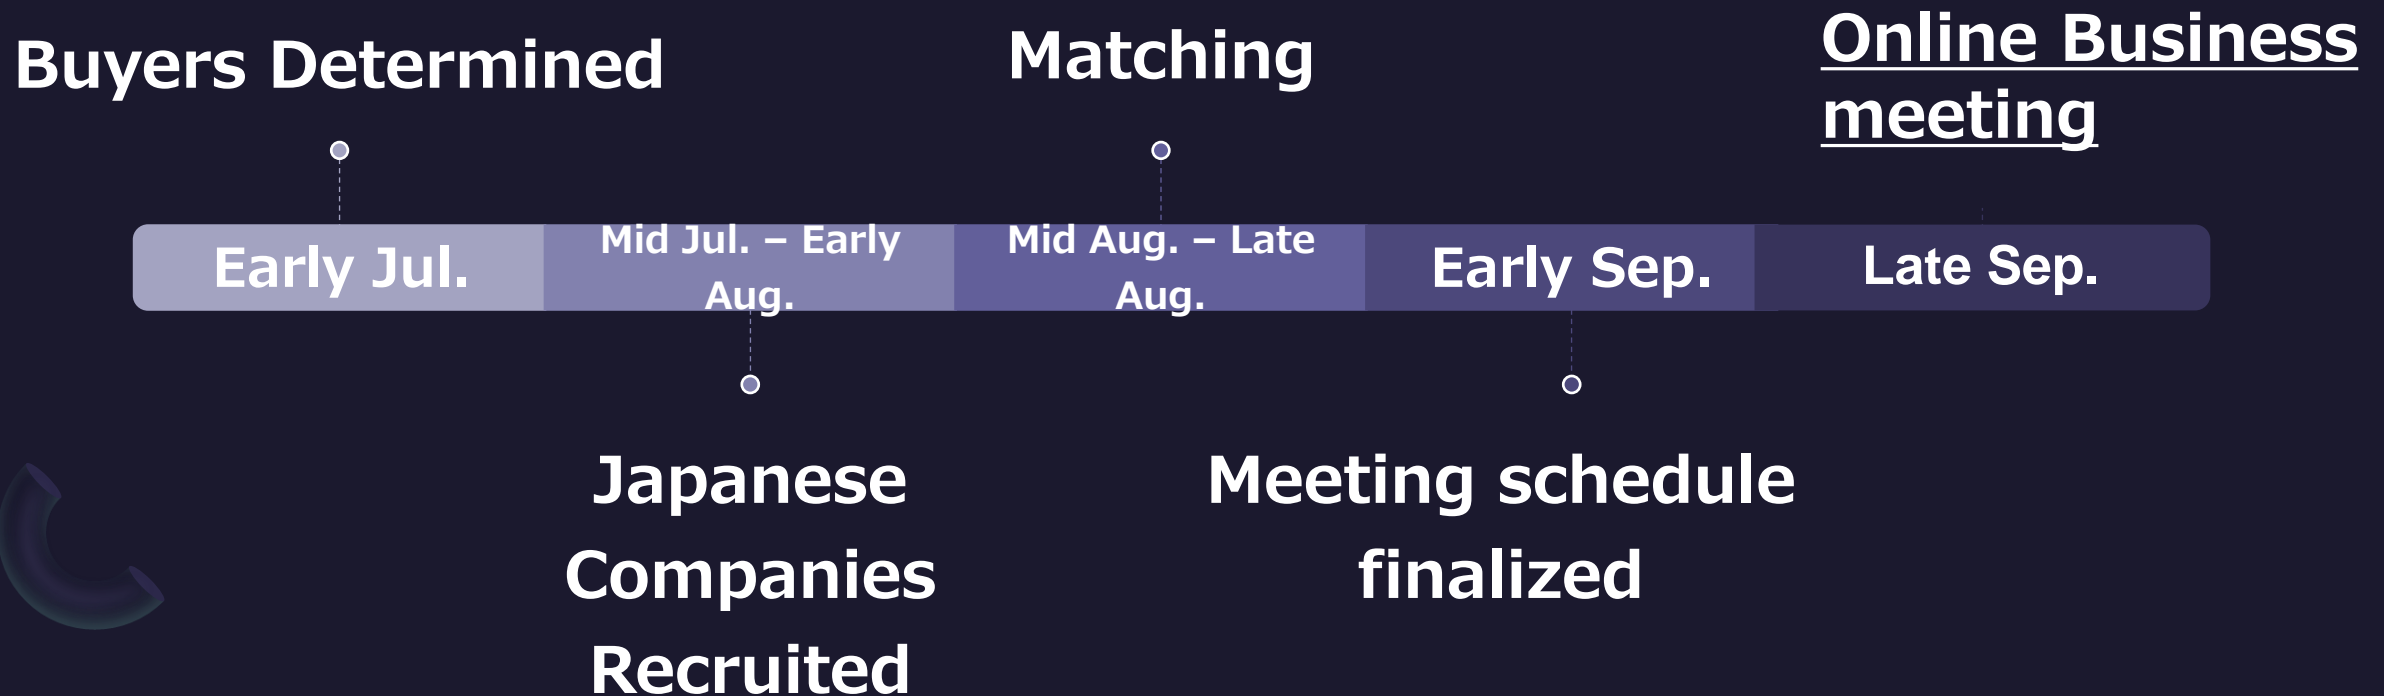 Buyers Determined
Matching
Online Business
meeting
Early Jul.
Mid Jul. – Early
Aug.
Mid Aug. – Late
Aug.
Early Sep.
Late Sep.
Japanese
Companies
Recruited
Meeting schedule
finalized